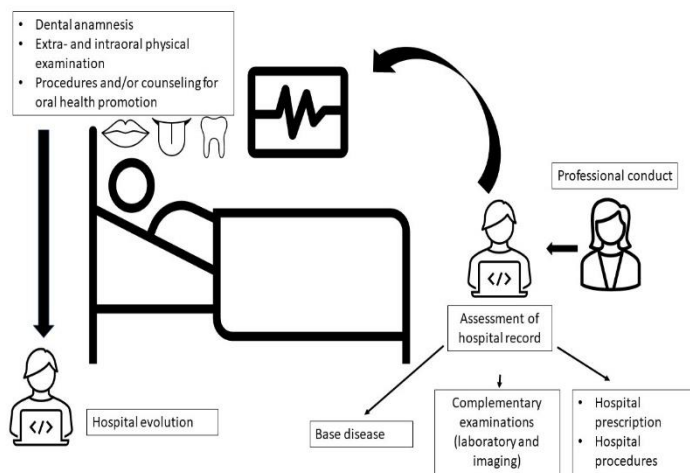 • Dental anamnesis
• Extra- and intraoral physical
examination
• Procedures and/or counseling for
oral health promotion
Professional conduct
</>
Assessment of
hospital record
</>
Hospital evolution
Base disease
Complementary
examinations
(laboratory and
imaging)
• Hospital
prescription
• Hospital
procedures